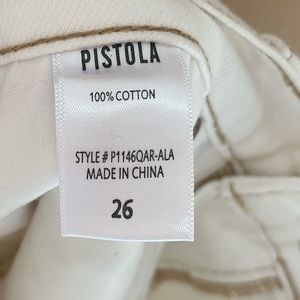 PISTOLA
100% COTTON
STYLE # P1146QAR-ALA
MADE IN CHINA
26